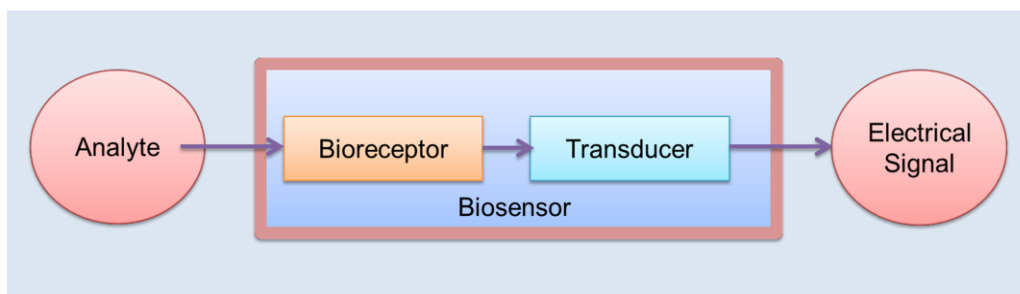 Analyte
Bioreceptor
Transducer
Biosensor
Electrical
Signal